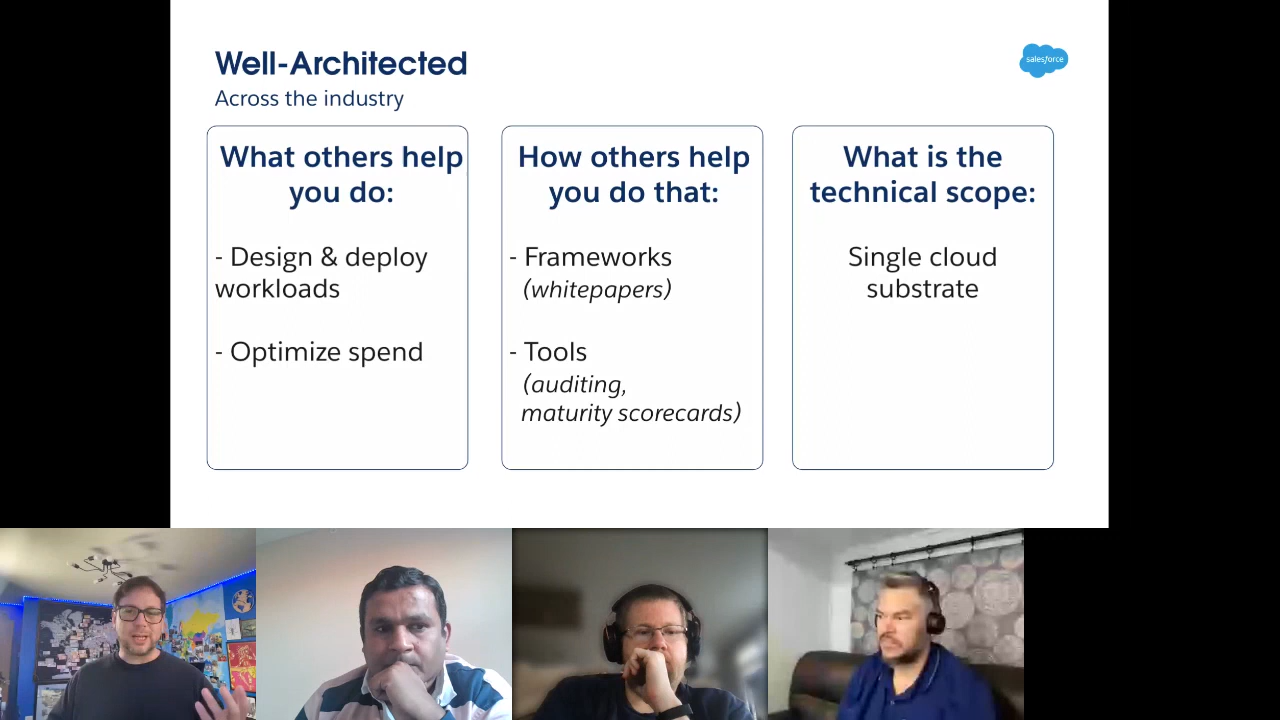 Well-Architected
Across the industry
salesforce
What others help
you do:
- Design & deploy
workloads
- Optimize spend
How others help
you do that:
- Frameworks
(whitepapers)
- Tools
(auditing,
maturity scorecards)
What is the
technical scope:
Single cloud
substrate